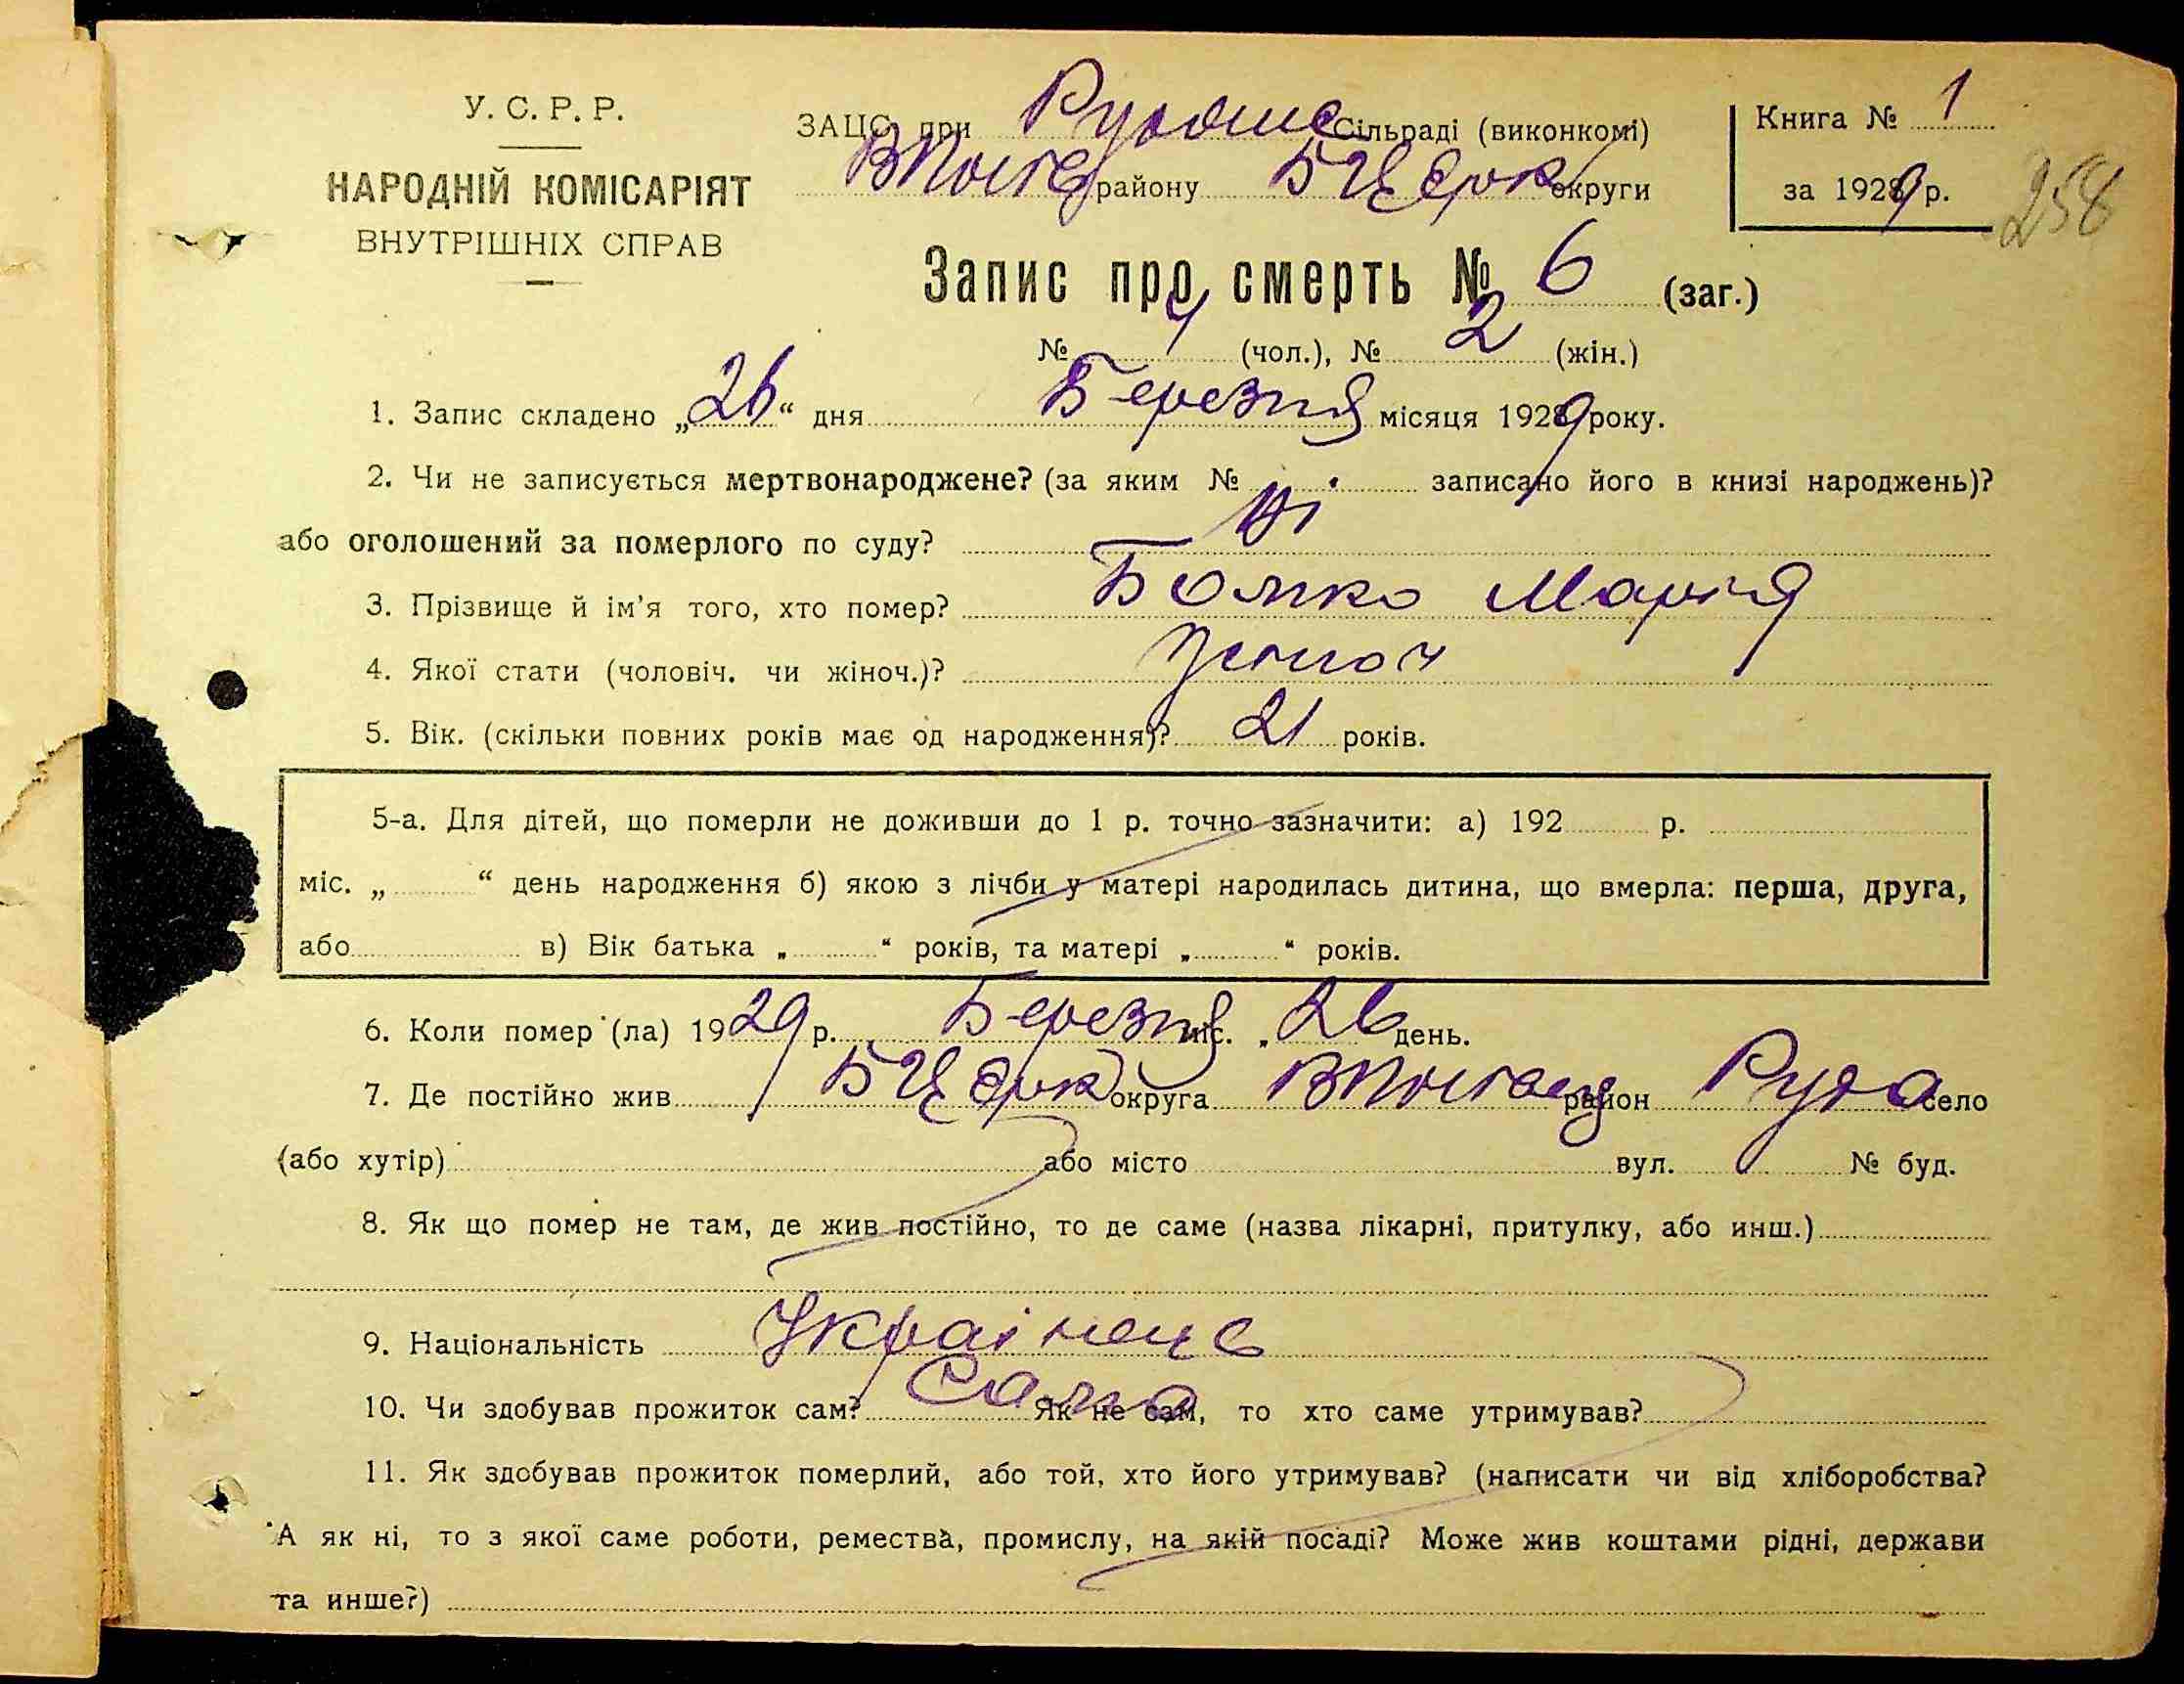 У. С. Р. Р.
НАРОДНІЙ КОМІСАРІЯТ
ВНУТРІШНІХ СПРАВ
ЗАЦС при Рудянс Сільраді (виконкомі)
району БЦерк округи
Книга № 1
за 1929 р.
258
Запис про смерть № 6 (заг.)
№ 4 (чол.), № 2 (жін.)
1. Запис складено „26“ дня Березня місяця 1929 року.
2. Чи не записується мертвонароджене? (за яким № записано його в книзі народжень)?
або оголошений за померлого по суду? Ні
3. Прізвище й ім’я того, хто помер? Бомко Марія
4. Якої стати (чоловіч. чи жіноч.)? Жіноч
5. Вік. (скільки повних років має од народження)? 21 років.
5-а. Для дітей, що померли не доживши до 1 р. точно зазначити: а) 192 р.
міс. „ “ день народження б) якою з лічби у матері народилась дитина, що вмерла: перша, друга,
або в) Вік батька „ “ років, та матері „ “ років.
6. Коли помер (ла) 1929 р. Березня міс. „26 день.
7. Де постійно жив БЦерк округа район Руда село
(або хутір) або місто вул. № буд.
8. Як що помер не там, де жив постійно, то де саме (назва лікарні, притулку, або инш.)
9. Національність Українець
10. Чи здобував прожиток сам? Сама Як не сам, то хто саме утримував?
11. Як здобував прожиток померлий, або той, хто його утримував? (написати чи від хліборобства?
А як ні, то з якої саме роботи, ремества, промислу, на якій посаді? Може жив коштами рідні, держави
та инше?)